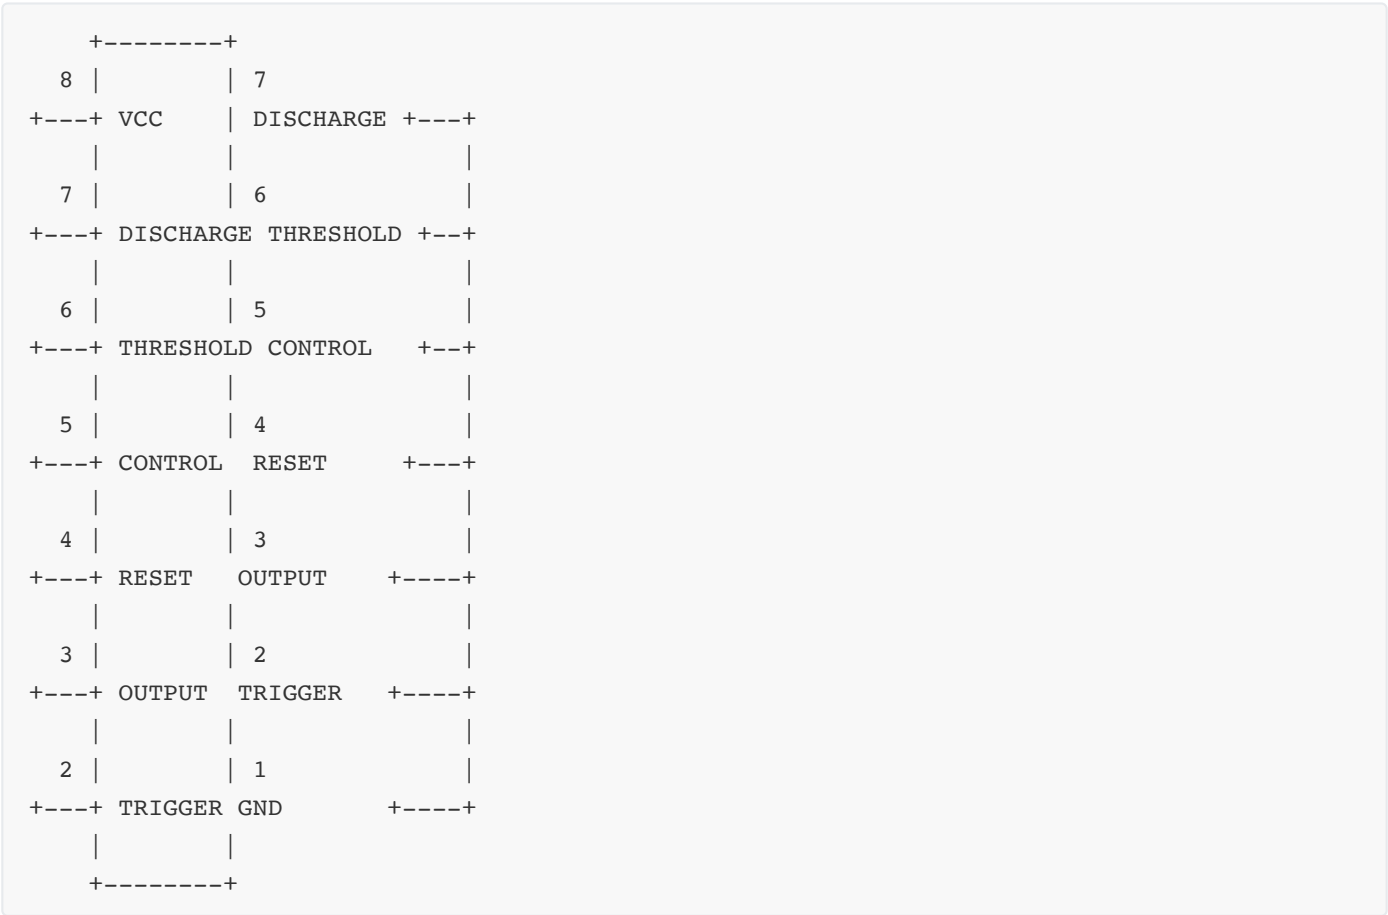 +--------+
  8 |        | 7
+---+ VCC    | DISCHARGE +---+
    |        |               |
  7 |        | 6             |
+---+ DISCHARGE THRESHOLD +--+
    |        |               |
  6 |        | 5             |
+---+ THRESHOLD CONTROL   +--+
    |        |               |
  5 |        | 4             |
+---+ CONTROL  RESET     +---+
    |        |               |
  4 |        | 3             |
+---+ RESET   OUTPUT    +----+
    |        |               |
  3 |        | 2             |
+---+ OUTPUT  TRIGGER   +----+
    |        |               |
  2 |        | 1             |
+---+ TRIGGER GND       +----+
    |        |
    +--------+